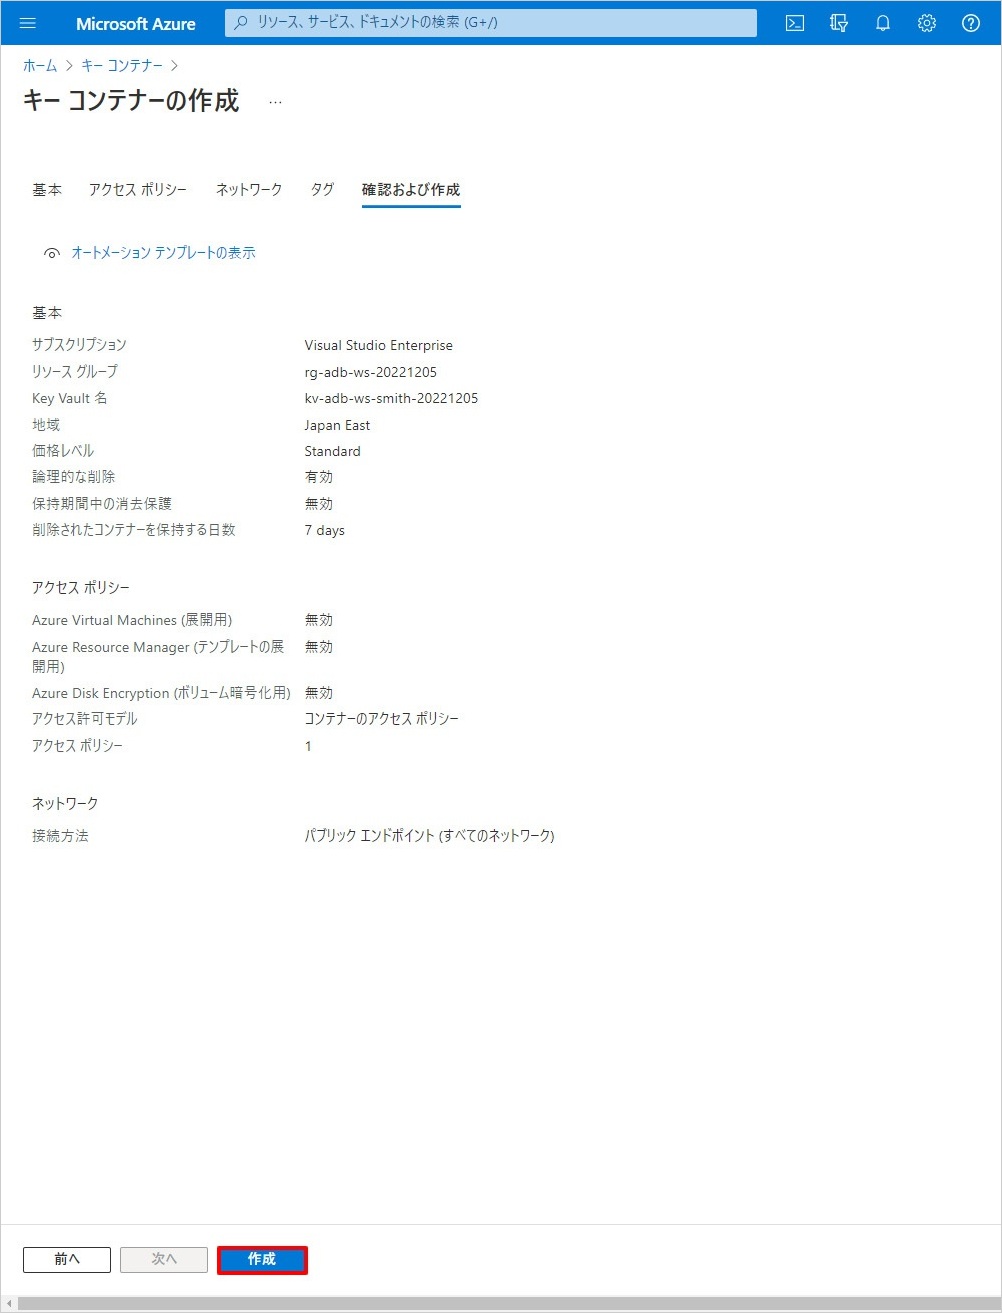 Microsoft Azure
リソース、サービス、ドキュメントの検索 (G+/)
ホーム > キー コンテナー >
キー コンテナーの作成 …
基本 アクセス ポリシー ネットワーク タグ 確認および作成
オートメーション テンプレートの表示
基本
サブスクリプション Visual Studio Enterprise
リソース グループ rg-adb-ws-20221205
Key Vault 名 kv-adb-ws-smith-20221205
地域 Japan East
価格レベル Standard
論理的な削除 有効
保持期間中の消去保護 無効
削除されたコンテナーを保持する日数 7 days
アクセス ポリシー
Azure Virtual Machines (展開用) 無効
Azure Resource Manager (テンプレートの展 無効
開用)
Azure Disk Encryption (ボリューム暗号化用) 無効
アクセス許可モデル コンテナーのアクセス ポリシー
アクセス ポリシー 1
ネットワーク
接続方法 パブリック エンドポイント (すべてのネットワーク)
前へ 次へ 作成